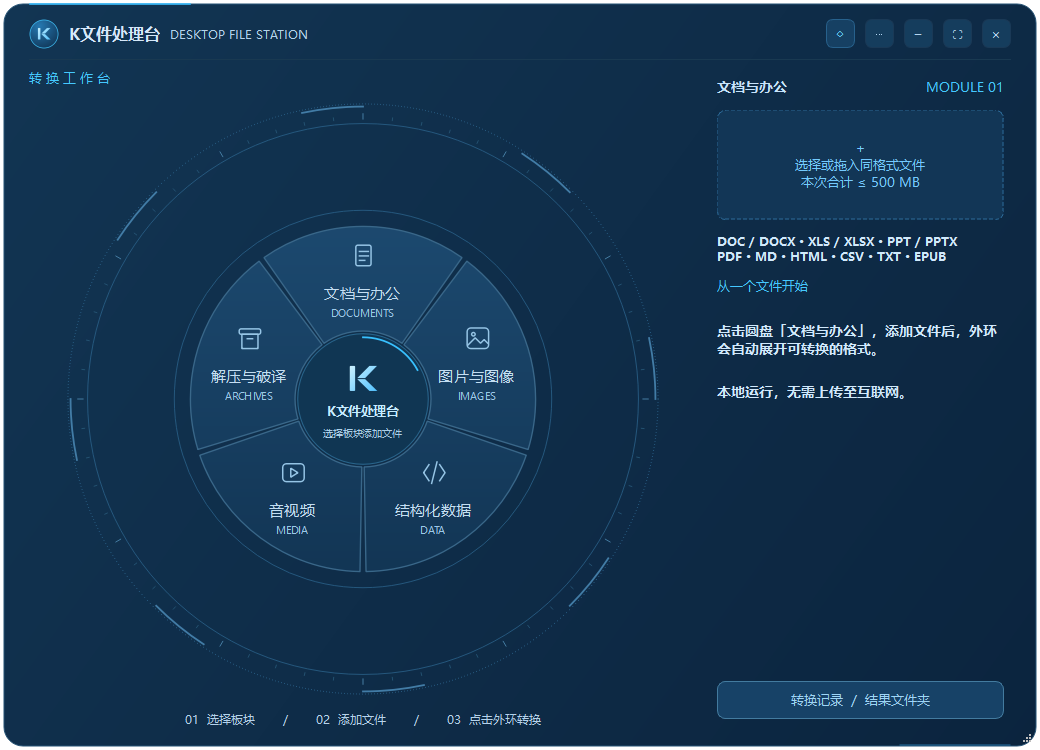 K文件处理台 DESKTOP FILE STATION
转换工作台
文档与办公
DOCUMENTS
解压与破译
ARCHIVES
图片与图像
IMAGES
K文件处理台
选择板块添加文件
音视频
MEDIA
结构化数据
DATA
01 选择板块 / 02 添加文件 / 03 点击外环转换
文档与办公 MODULE 01
+
选择或拖入同格式文件
本次合计 ≤ 500 MB
DOC / DOCX • XLS / XLSX • PPT / PPTX
PDF • MD • HTML • CSV • TXT • EPUB
从一个文件开始
点击圆盘「文档与办公」，添加文件后，外环
会自动展开可转换的格式。
本地运行，无需上传至互联网。
转换记录 / 结果文件夹